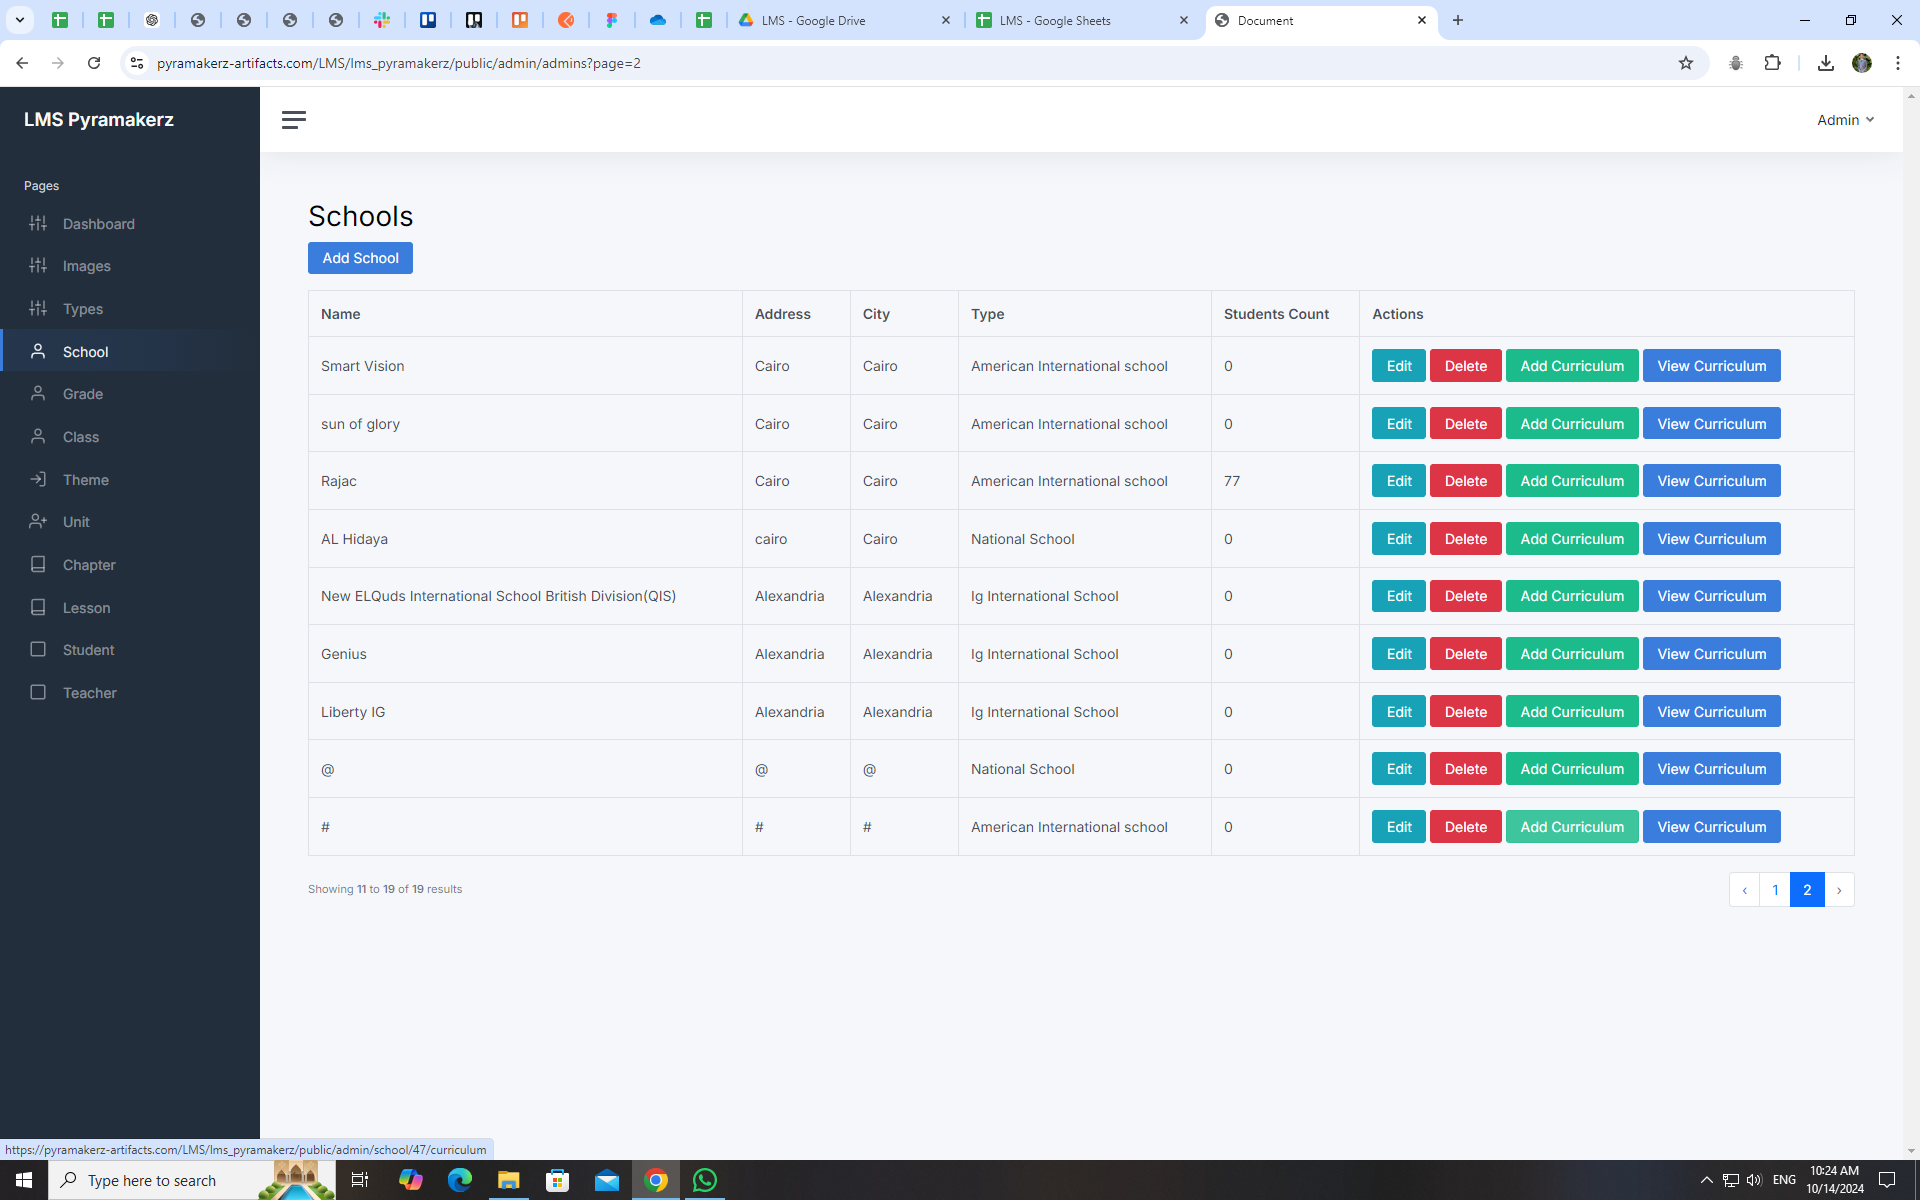 LMS - Google Drive
LMS - Google Sheets
Document
pyramakerz-artifacts.com/LMS/lms_pyramakerz/public/admin/admins?page=2
LMS Pyramakerz
Admin
Pages
Dashboard
Images
Types
School
Grade
Class
Theme
Unit
Chapter
Lesson
Student
Teacher
Schools
Add School
Name Address City Type Students Count Actions
Smart Vision Cairo Cairo American International school 0 Edit Delete Add Curriculum View Curriculum
sun of glory Cairo Cairo American International school 0 Edit Delete Add Curriculum View Curriculum
Rajac Cairo Cairo American International school 77 Edit Delete Add Curriculum View Curriculum
AL Hidaya cairo Cairo National School 0 Edit Delete Add Curriculum View Curriculum
New ELQuds International School British Division(QIS) Alexandria Alexandria Ig International School 0 Edit Delete Add Curriculum View Curriculum
Genius Alexandria Alexandria Ig International School 0 Edit Delete Add Curriculum View Curriculum
Liberty IG Alexandria Alexandria Ig International School 0 Edit Delete Add Curriculum View Curriculum
@ @ @ National School 0 Edit Delete Add Curriculum View Curriculum
# # # American International school 0 Edit Delete Add Curriculum View Curriculum
Showing 11 to 19 of 19 results
‹ 1 2 ›
https://pyramakerz-artifacts.com/LMS/lms_pyramakerz/public/admin/school/47/curriculum
Type here to search
ENG
10:24 AM
10/14/2024